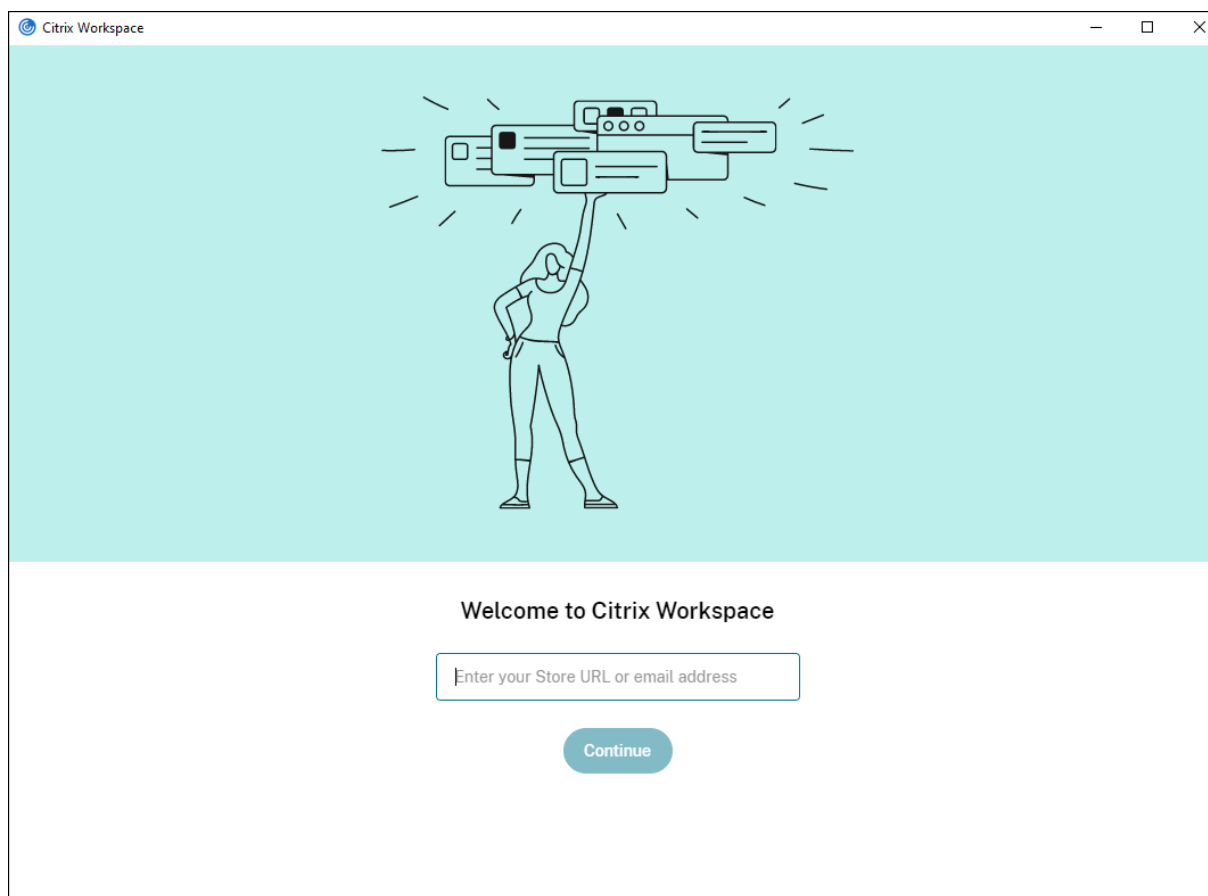 Citrix Workspace
Welcome to Citrix Workspace
Enter your Store URL or email address
Continue